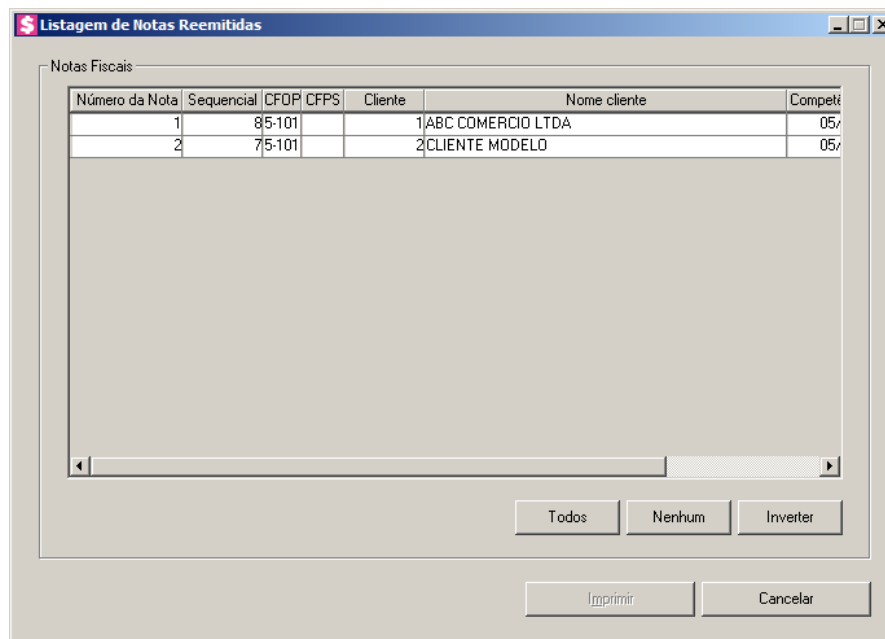 $ Listagem de Notas Reemitidas
Notas Fiscais
Número da Nota Sequencial CFOP CFPS Cliente Nome cliente Competê
1 8 5-101 1 ABC COMERCIO LTDA 05/
2 7 5-101 2 CLIENTE MODELO 05/
Todos Nenhum Inverter
Imprimir Cancelar